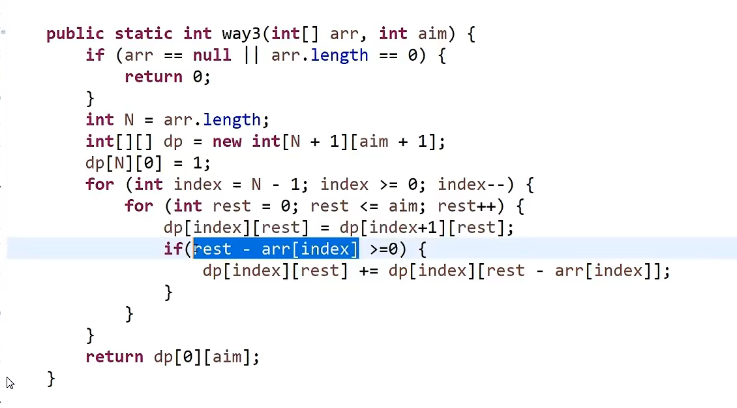 public static int way3(int[] arr, int aim) {
if (arr == null || arr.length == 0) {
return 0;
}
int N = arr.length;
int[][] dp = new int[N + 1][aim + 1];
dp[N][0] = 1;
for (int index = N - 1; index >= 0; index--) {
for (int rest = 0; rest <= aim; rest++) {
dp[index][rest] = dp[index+1][rest];
if(rest - arr[index] >=0) {
dp[index][rest] += dp[index][rest - arr[index]];
}
}
}
return dp[0][aim];
}